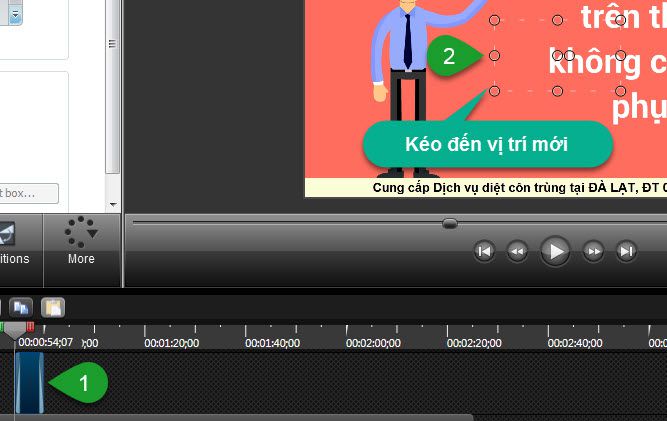 trên th
không c
phụ
2
Kéo đến vị trí mới
Cung cấp Dịch vụ diệt côn trùng tại ĐÀ LẠT, ĐT 0
t box...
itions
More
00:00:54;07
00:01:20;00
00:01:40;00
00:02:00;00
00:02:20;00
00:02:40;00
1